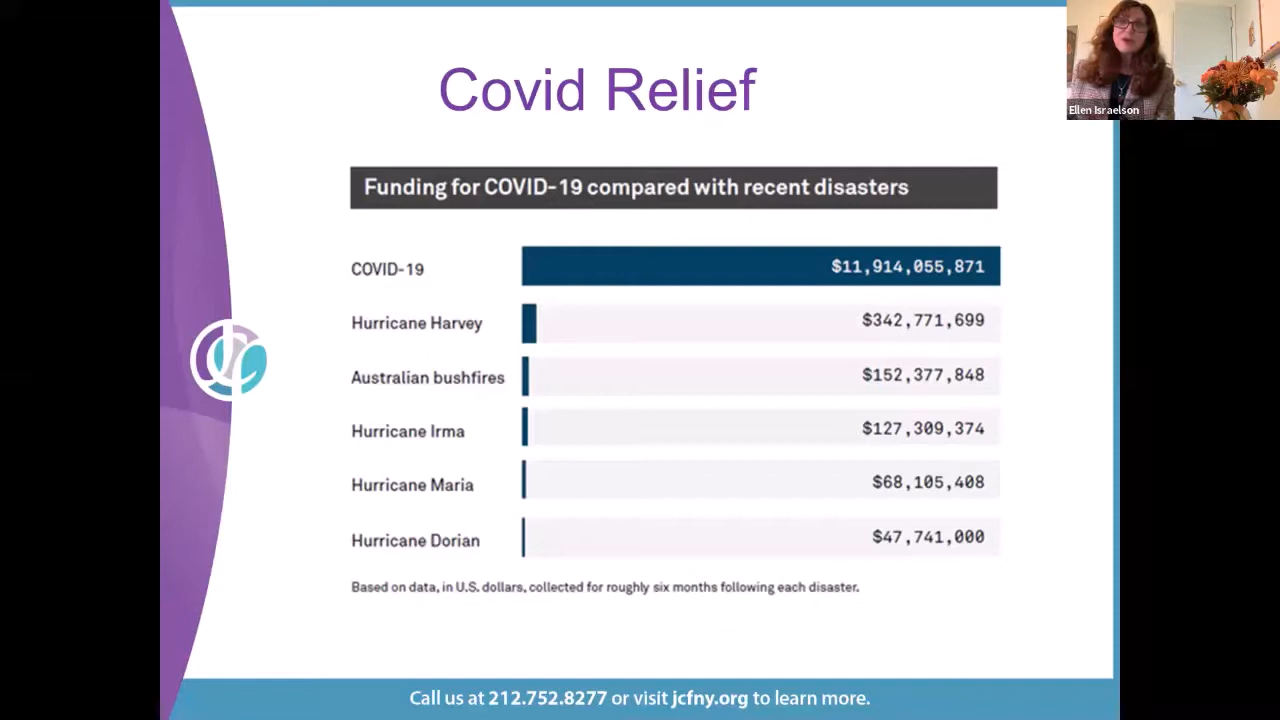 Covid Relief
Ellen Israelson
Funding for COVID-19 compared with recent disasters
COVID-19 $11,914,055,871
Hurricane Harvey $342,771,699
Australian bushfires $152,377,848
Hurricane Irma $127,309,374
Hurricane Maria $68,105,408
Hurricane Dorian $47,741,000
Based on data, in U.S. dollars, collected for roughly six months following each disaster.
Call us at 212.752.8277 or visit jcfny.org to learn more.